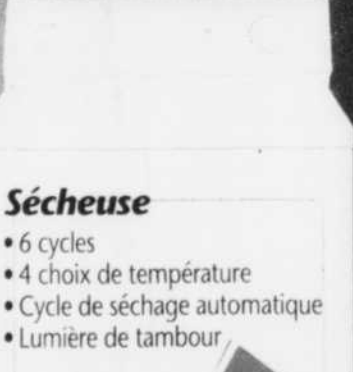 Sécheuse
• 6 cycles
• 4 choix de température
• Cycle de séchage automatique
• Lumière de tambour